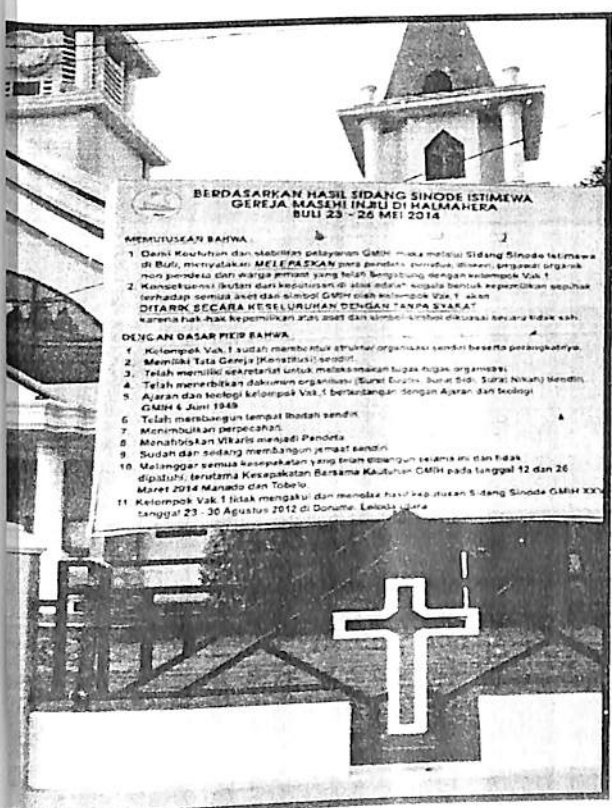 BERDASARKAN HASIL SIDANG SINODE ISTIMEWA
GEREJA MASEHI INJILI DI HALMAHERA
BULI 23 - 26 MEI 2014
MEMUTUSKAN BAHWA :
1. Demi Keutuhan dan stabilitas pelayanan GMIH maka melalui Sidang Sinode Istimewa
di Buli, menyatakan MELEPASKAN para pendeta, penatua, diaken, pegawai organik
non pendeta dan warga jemaat yang telah bergabung dengan kelompok Vak.1
2. Konsekuensi ikutan dari keputusan di atas adalah segala bentuk kepemilikan sepihak
terhadap semua aset dan simbol GMIH oleh kelompok Vak.1 akan
DITARIK SECARA KESELURUHAN DENGAN TANPA SYARAT
karena hak-hak kepemilikan atas aset dan simbol-simbol dikuasai secara tidak sah.
DENGAN DASAR PIKIR BAHWA :
1. Kelompok Vak.1 sudah membentuk struktur organisasi sendiri beserta perangkatnya.
2. Memiliki Tata Gereja (Konstitusi) sendiri.
3. Telah memiliki sekretariat untuk melaksanakan tugas-tugas organisasi.
4. Telah menerbitkan dokumen organisasi (Surat Baptis, Surat Sidi, Surat Nikah) sendiri.
5. Ajaran dan teologi kelompok Vak.1 bertentangan dengan Ajaran dan teologi
GMIH 6 Juni 1949
6. Telah membangun tempat ibadah sendiri.
7. Menimbulkan perpecahan.
8. Menahbiskan Vikaris menjadi Pendeta
9. Sudah dan sedang membangun jemaat sendiri
10. Melanggar semua kesepakatan yang telah dibangun selama ini dan tidak
dipatuhi, terutama Kesepakatan Bersama Keutuhan GMIH pada tanggal 12 dan 26
Maret 2014 Manado dan Tobelo.
11. Kelompok Vak.1 tidak mengakui dan menolak hasil keputusan Sidang Sinode GMIH
tanggal 23 - 30 Agustus 2012 di Dorume, Loloda Utara